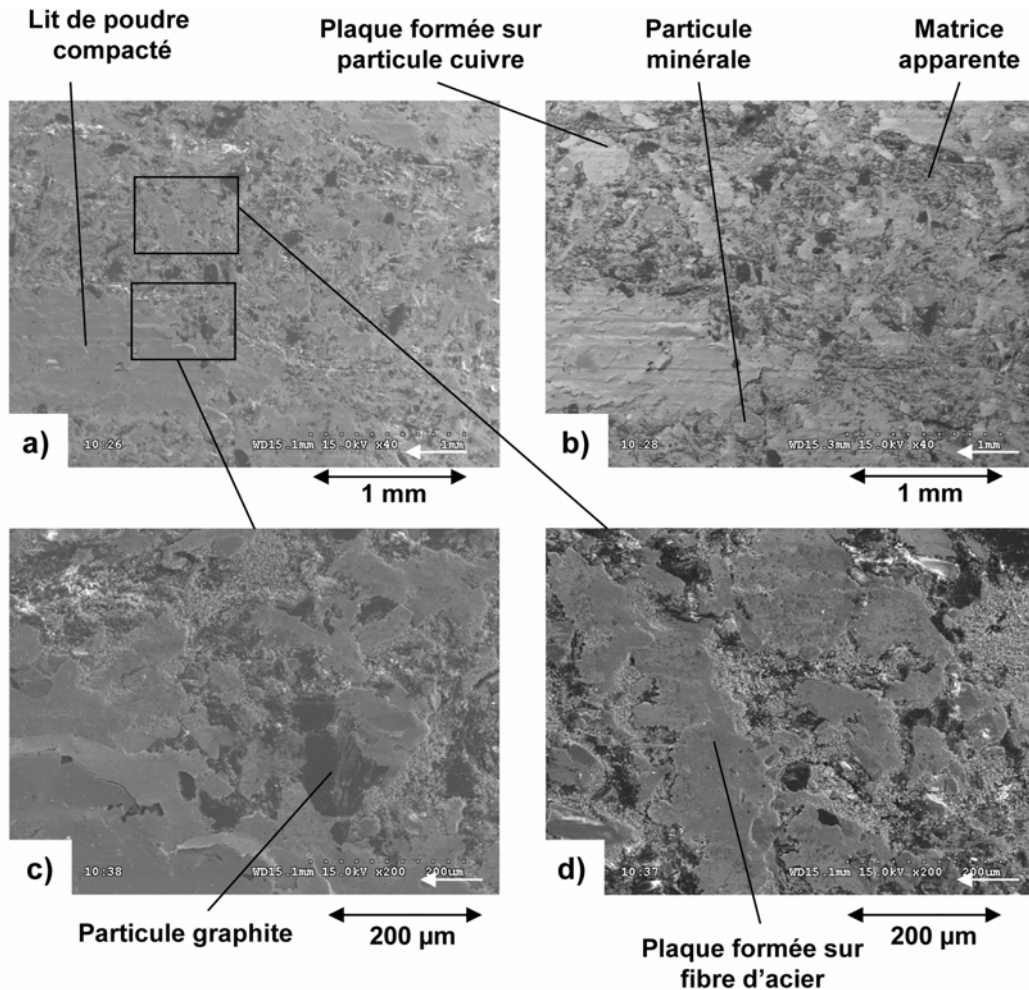 Lit de poudre
compacté
Plaque formée sur
particule cuivre
Particule
minérale
Matrice
apparente
a)
10:26
WD15.1mm 15.0kV x40 1mm
1 mm
b)
10:28
WD15.3mm 15.0kV x40 1mm
1 mm
c)
10:38
WD15.1mm 15.0kV x200 200um
Particule graphite
200 µm
d)
10:37
WD15.1mm 15.0kV x200 200um
Plaque formée sur
fibre d'acier
200 µm